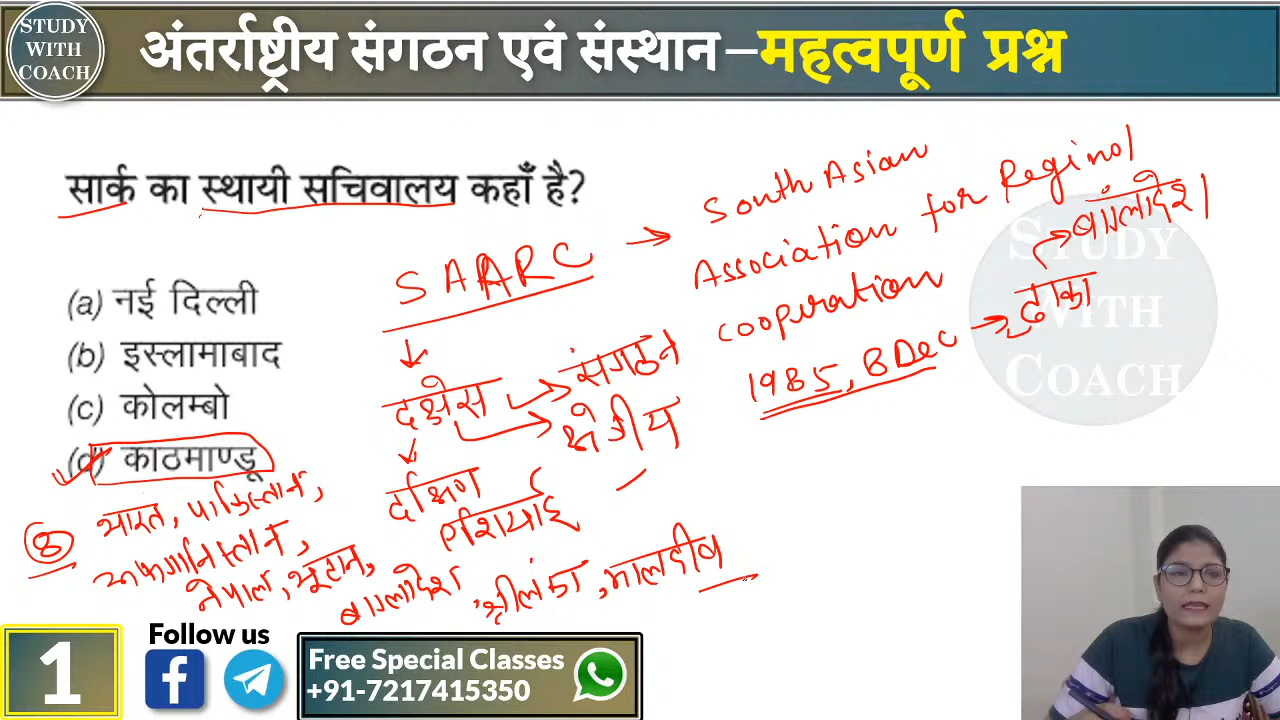 STUDY
WITH
COACH
अंतर्राष्ट्रीय संगठन एवं संस्थान–महत्वपूर्ण प्रश्न
सार्क का स्थायी सचिवालय कहाँ है?
(a) नई दिल्ली
(b) इस्लामाबाद
(c) कोलम्बो
(d) काठमाण्डू
SAARC → South Asian
Association for Reginol
cooperation
1985, 8 Dec → ढाका
→ बांग्लादेश
दक्षेस → संगठन
→ क्षेत्रीय
दक्षिण
एशियाई
8 भारत, पाकिस्तान,
अफगानिस्तान,
नेपाल, भूटान,
बांग्लादेश, श्रीलंका, मालदीव
STUDY
WITH
COACH
1
Follow us
Free Special Classes
+91-7217415350